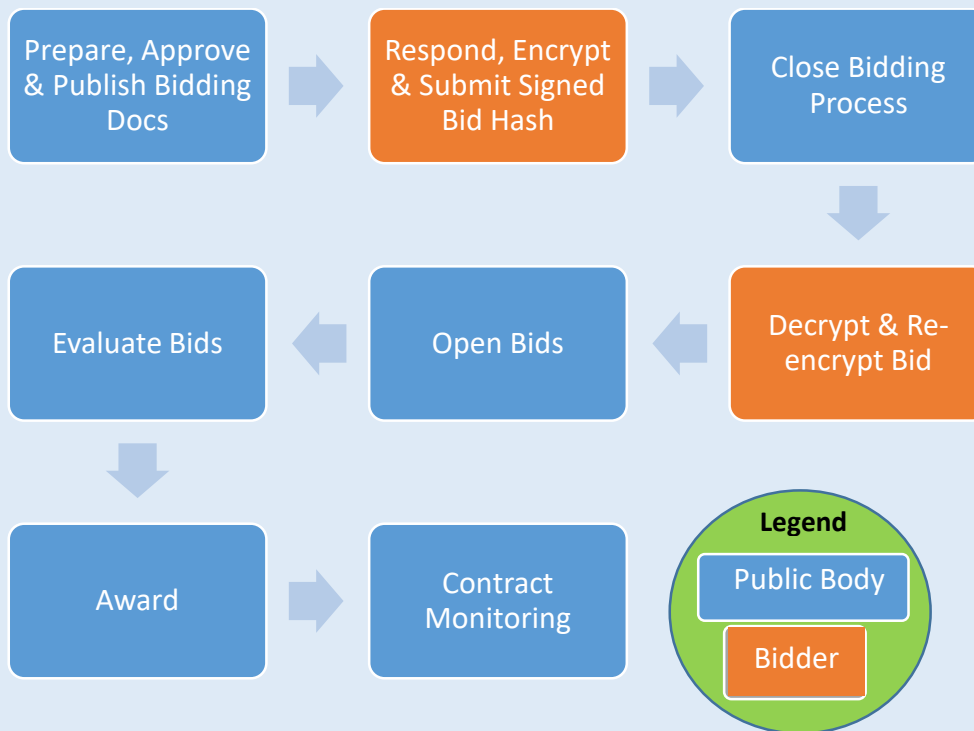 Prepare, Approve
& Publish Bidding
Docs
Respond, Encrypt
& Submit Signed
Bid Hash
Close Bidding
Process
Decrypt & Re-
encrypt Bid
Open Bids
Evaluate Bids
Award
Contract
Monitoring
Legend
Public Body
Bidder